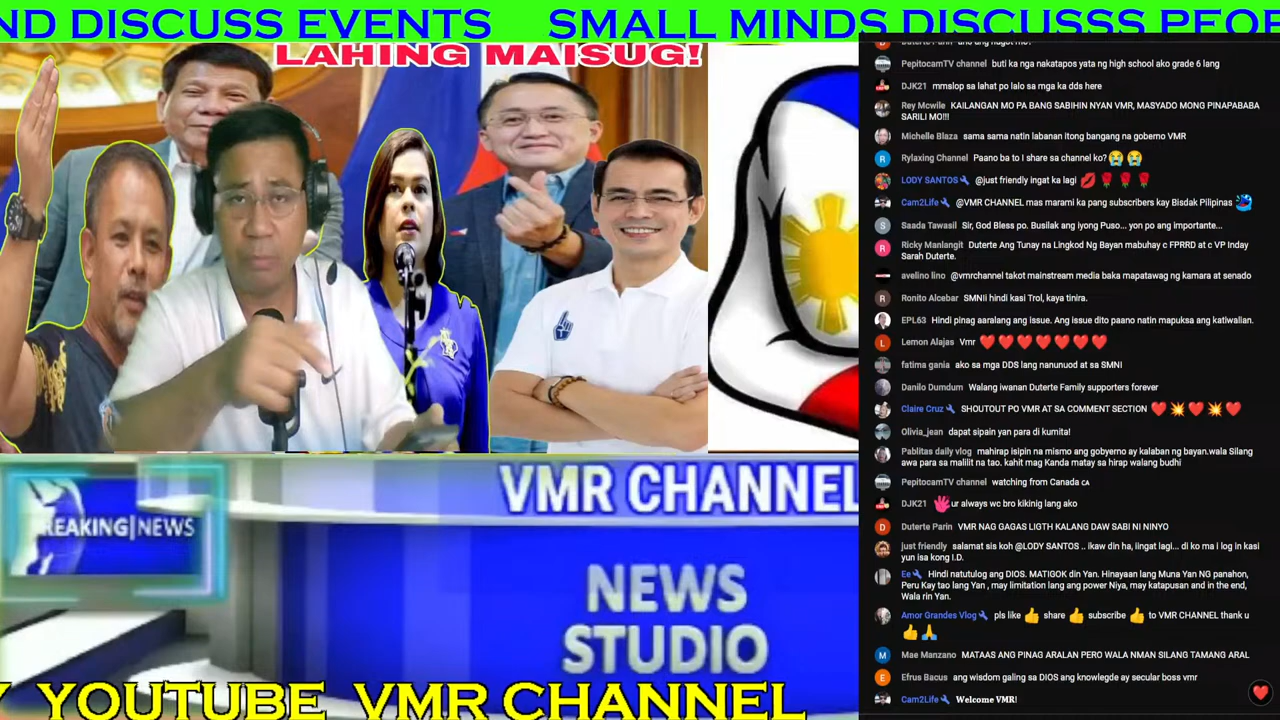 ND DISCUSS EVENTS SMALL MINDS DISCUSSS PEOP
LAHING MAISUG!
PepitocamTV channel buti ka nga nakatapos yata ng high school ako grade 6 lang
DJK21 mmslop sa lahat po lalo sa mga ka dds here
Rey Mcwile KAILANGAN MO PA BANG SABIHIN NYAN VMR, MASYADO MONG PINAPABABA
SARILI MO!!!
Michelle Blaza sama sama natin labanan itong bangang na goberno VMR
Rylaxing Channel Paano ba to I share sa channel ko?😭😭
LODY SANTOS @just friendly ingat ka lagi 💋🌹🌹🌹
Cam2Life @VMR CHANNEL mas marami ka pang subscribers kay Bisdak Pilipinas
Saada Tawasil Sir, God Bless po. Busilak ang iyong Puso... yon po ang importante...
Ricky Manlangit Duterte Ang Tunay na Lingkod Ng Bayan mabuhay c FPRRD at c VP Inday
Sarah Duterte.
avelino lino @vmrchannel takot mainstream media baka mapatawag ng kamara at senado
Ronito Alcebar SMNIi hindi kasi Trol, kaya tinira.
EPL63 Hindi pinag aaralang ang issue. Ang issue dito paano natin mapuksa ang katiwalian.
Lemon Alajas Vmr ❤️❤️❤️❤️❤️❤️❤️
fatima gania ako sa mga DDS lang nanunuod at sa SMNI
Danilo Dumdum Walang iwanan Duterte Family supporters forever
Claire Cruz SHOUTOUT PO VMR AT SA COMMENT SECTION ❤️💥❤️💥❤️
Olivia_jean dapat sipain yan para di kumita!
Pablitas daily vlog mahirap isipin na mismo ang gobyerno ay kalaban ng bayan.wala Silang
awa para sa malilit na tao. kahit mag Kanda matay sa hirap walang budhi
PepitocamTV channel watching from Canada CA
DJK21 ur always wc bro kikinig lang ako
Duterte Parin VMR NAG GAGAS LIGTH KALANG DAW SABI NI NINYO
just friendly salamat sis koh @LODY SANTOS .. ikaw din ha, iingat lagi... di ko ma i log in kasi
yun isa kong I.D.
Ee Hindi natutulog ang DIOS. MATIGOK din Yan. Hinayaan lang Muna Yan NG panahon,
Peru Kay tao lang Yan , may limitation lang ang power Niya, may katapusan and in the end,
Wala rin Yan.
Amor Grandes Vlog pls like 👍 share 👍 subscribe 👍 to VMR CHANNEL thank u
👍🙏
Mae Manzano MATAAS ANG PINAG ARALAN PERO WALA NMAN SILANG TAMANG ARAL
Efrus Bacus ang wisdom galing sa DIOS ang knowlegde ay secular boss vmr
Cam2Life Welcome VMR!
VMR CHANNEL
REAKING|NEWS
NEWS
STUDIO
YOUTUBE VMR CHANNEL